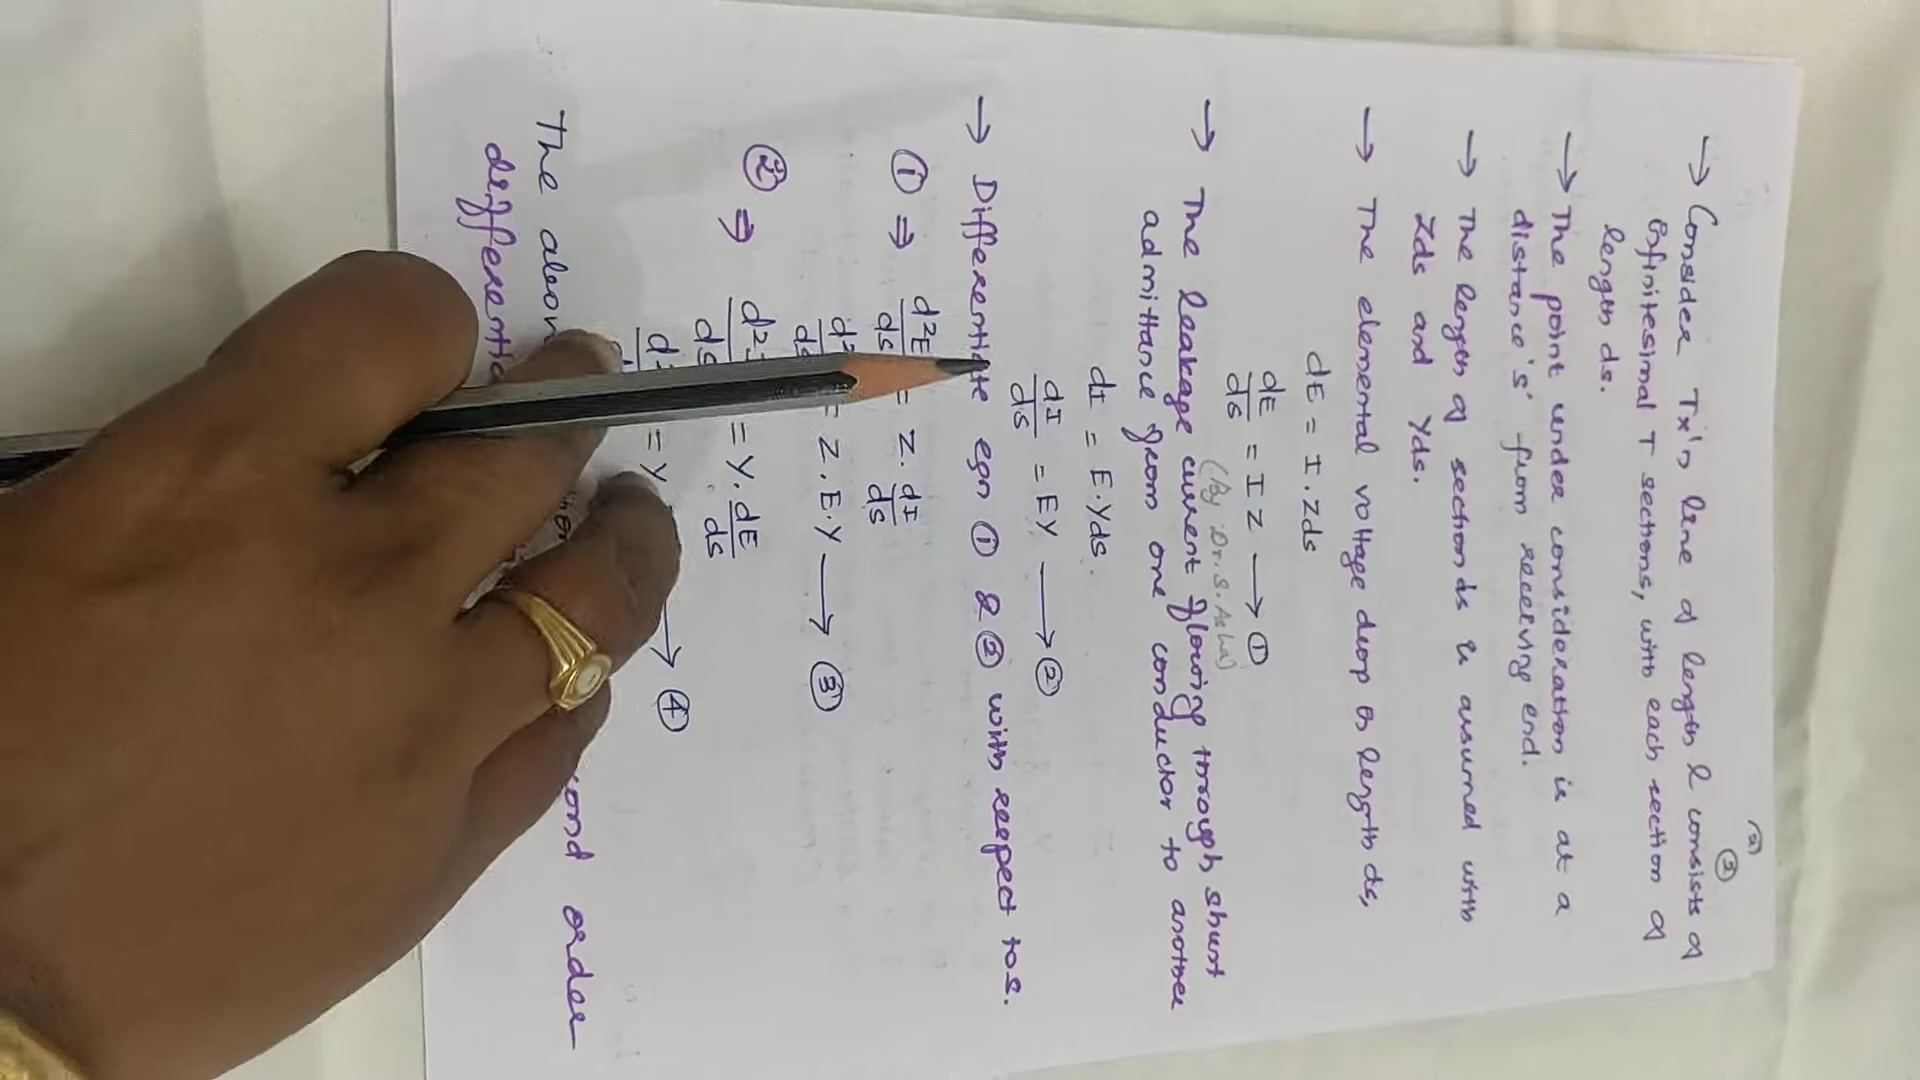 ③
→ Consider Tx'n line of length l consists of
infinitesimal T sections, with each section of
length ds.
→ The point under consideration is at a
distance 's' from receiving end.
→ The length of section ds is assumed with
Zds and Yds.
→ The elemental voltage drop in length ds,
dE = I . Zds
dE/ds = IZ → ①
(By Dr. S. Asha)
→ The leakage current flowing through shunt
admittance from one conductor to another
dI = E . Yds.
dI/ds = EY → ②
→ Differentiate eqn ① & ② with respect to s.
① ⇒ d²E/ds = Z . dI/ds
= Z . E . Y → ③
② ⇒ = Y . dE/ds
= Y → ④
The second order